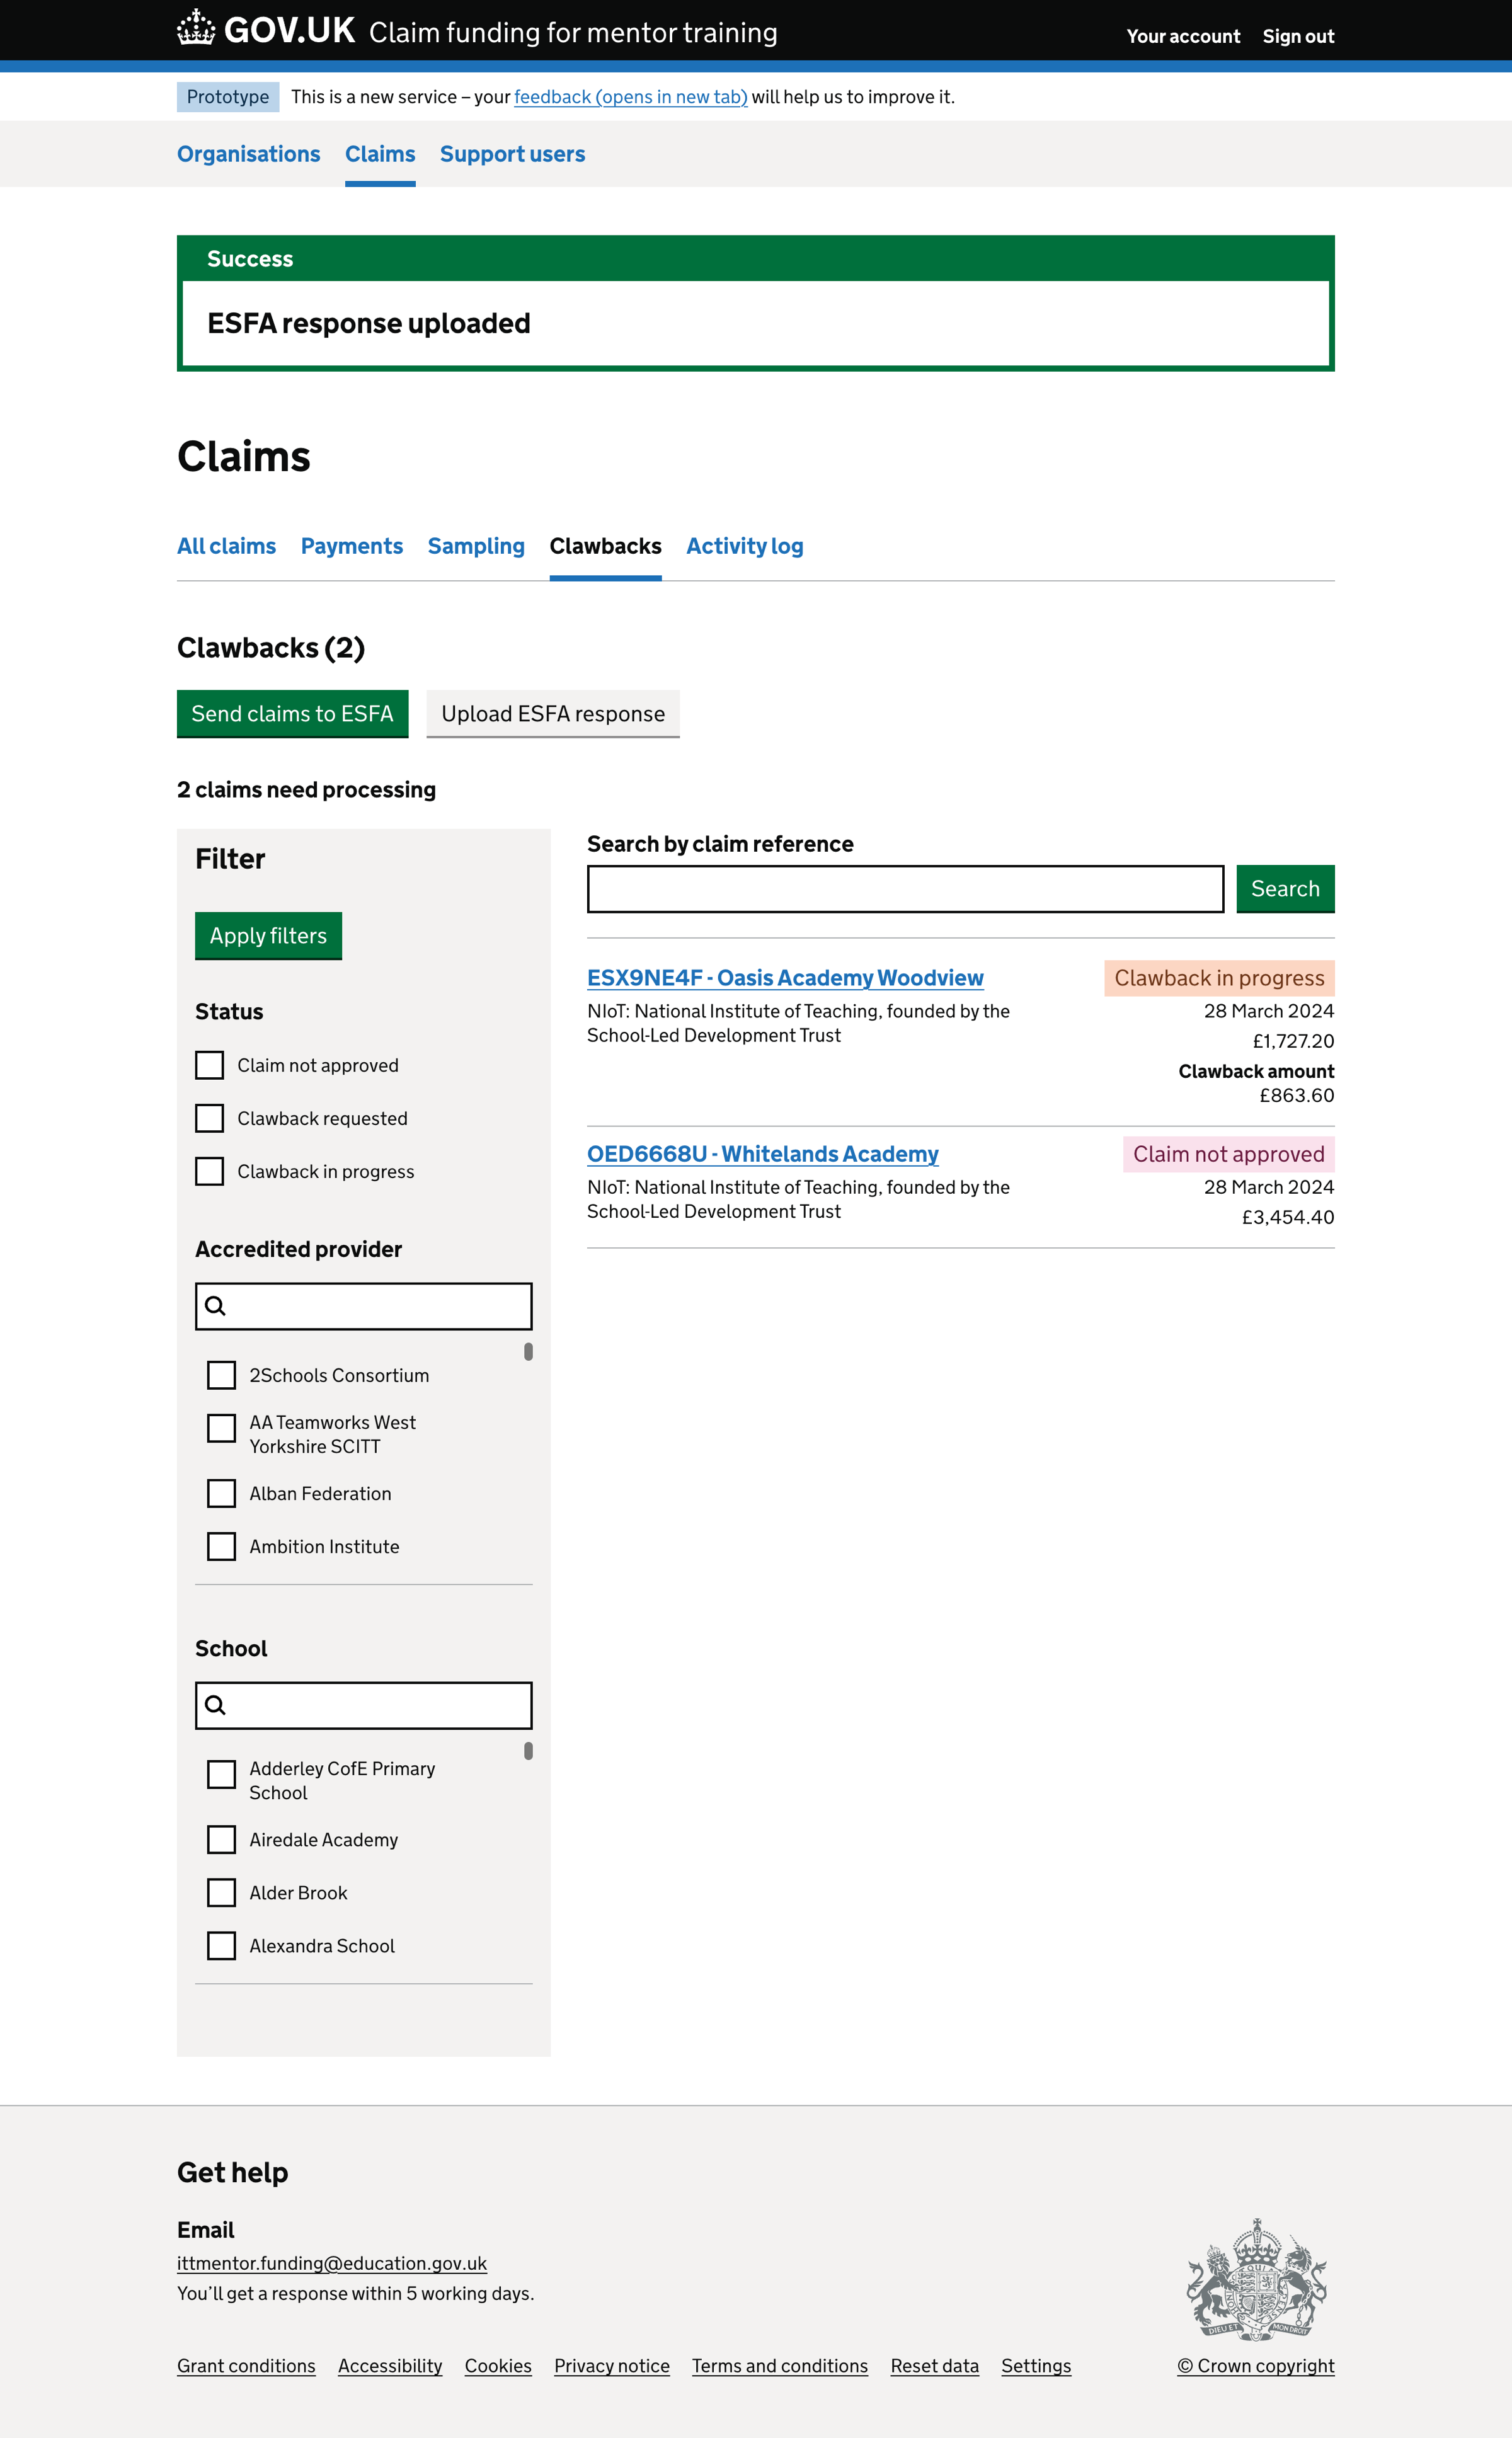 GOV.UK Claim funding for mentor training
Your account Sign out
Prototype This is a new service – your feedback (opens in new tab) will help us to improve it.
Organisations Claims Support users
Success
ESFA response uploaded
Claims
All claims Payments Sampling Clawbacks Activity log
Clawbacks (2)
Send claims to ESFA Upload ESFA response
2 claims need processing
Filter
Apply filters
Status
Claim not approved
Clawback requested
Clawback in progress
Accredited provider
2Schools Consortium
AA Teamworks West
Yorkshire SCITT
Alban Federation
Ambition Institute
School
Adderley CofE Primary
School
Airedale Academy
Alder Brook
Alexandra School
Search by claim reference
Search
ESX9NE4F - Oasis Academy Woodview
Clawback in progress
NIoT: National Institute of Teaching, founded by the
School-Led Development Trust
28 March 2024
£1,727.20
Clawback amount
£863.60
OED6668U - Whitelands Academy
Claim not approved
NIoT: National Institute of Teaching, founded by the
School-Led Development Trust
28 March 2024
£3,454.40
Get help
Email
ittmentor.funding@education.gov.uk
You’ll get a response within 5 working days.
Grant conditions Accessibility Cookies Privacy notice Terms and conditions Reset data Settings
DIEU ET MON DROIT
© Crown copyright